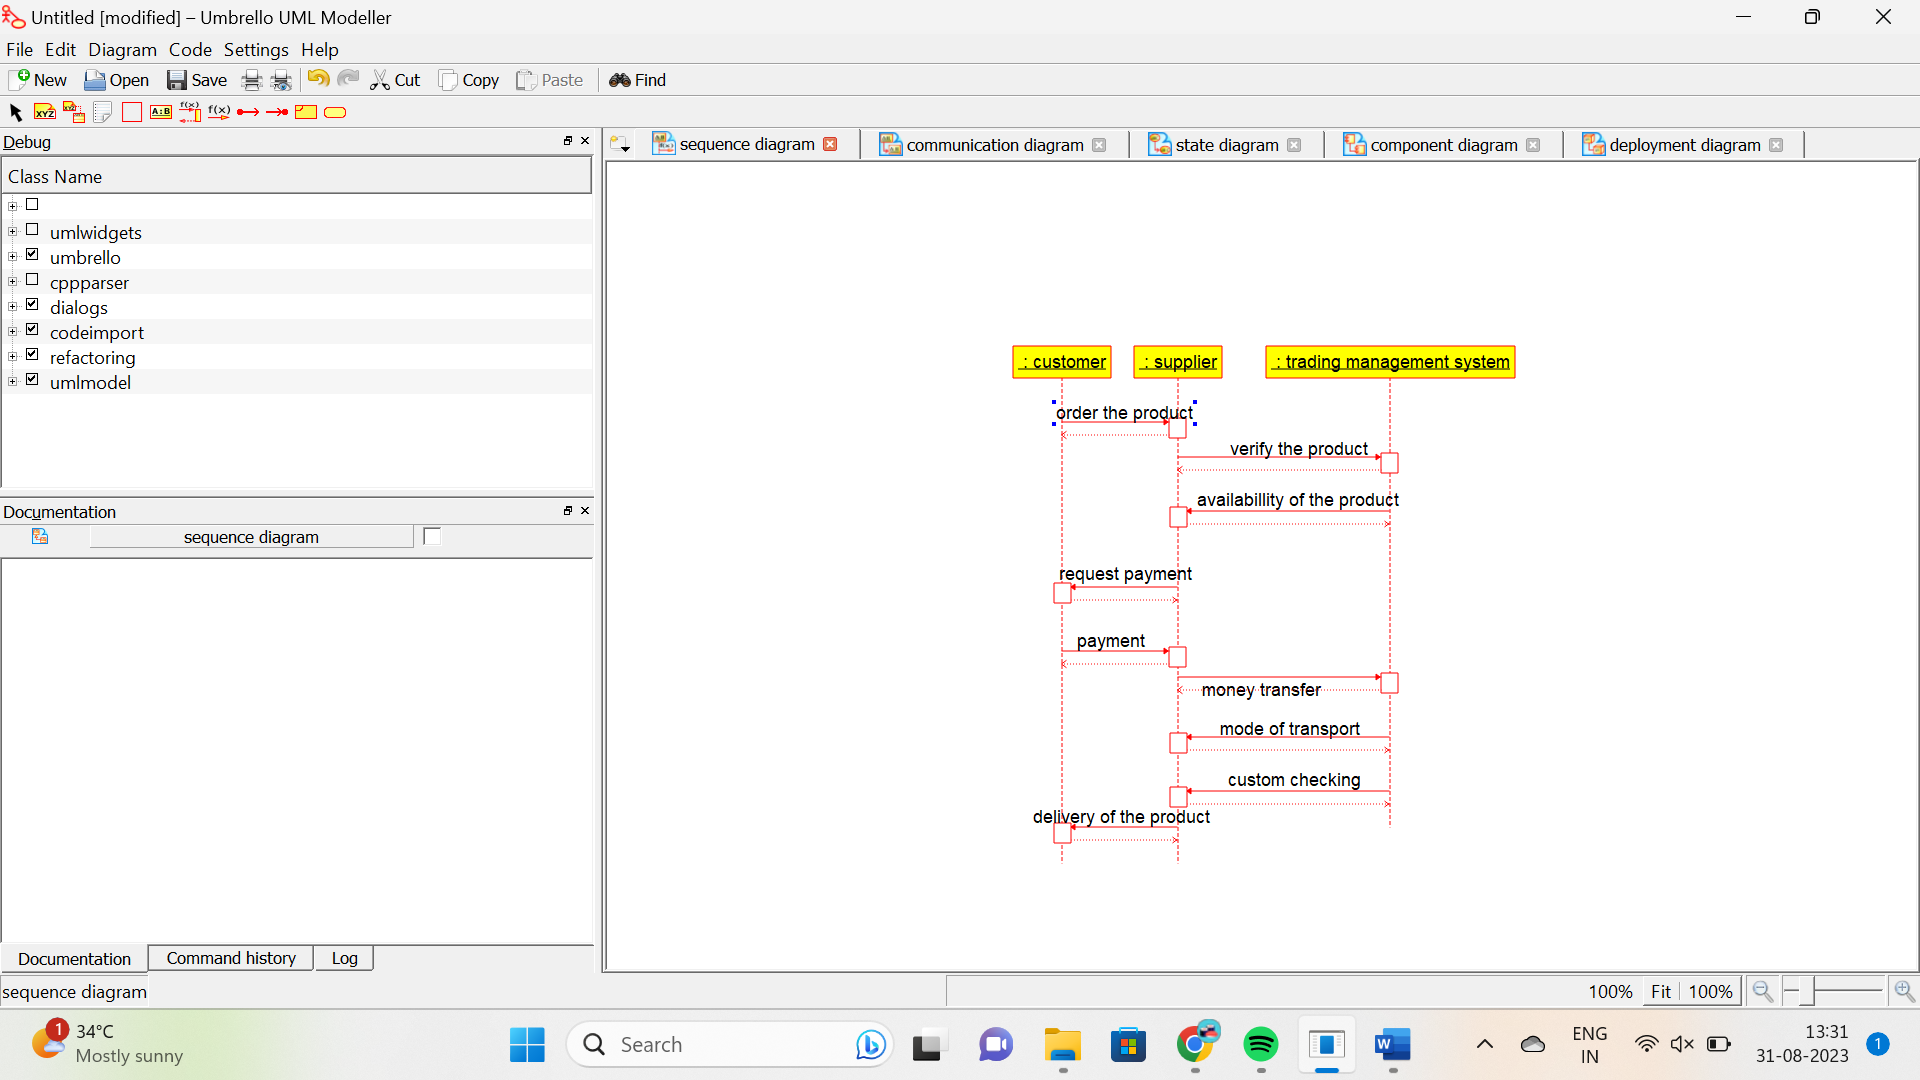 Untitled [modified] – Umbrello UML Modeller
File Edit Diagram Code Settings Help
New Open Save Cut Copy Paste Find
XYZ XYZ A:B f(x) f(x)
Debug
Class Name
umlwidgets
umbrello
cppparser
dialogs
codeimport
refactoring
umlmodel
Documentation
sequence diagram
Documentation Command history Log
sequence diagram
sequence diagram communication diagram state diagram component diagram deployment diagram
: customer : supplier : trading management system
order the product
verify the product
availabillity of the product
request payment
payment
money transfer
mode of transport
custom checking
delivery of the product
100% Fit 100%
1 34°C
Mostly sunny
Search
W
ENG
IN
13:31
31-08-2023
1